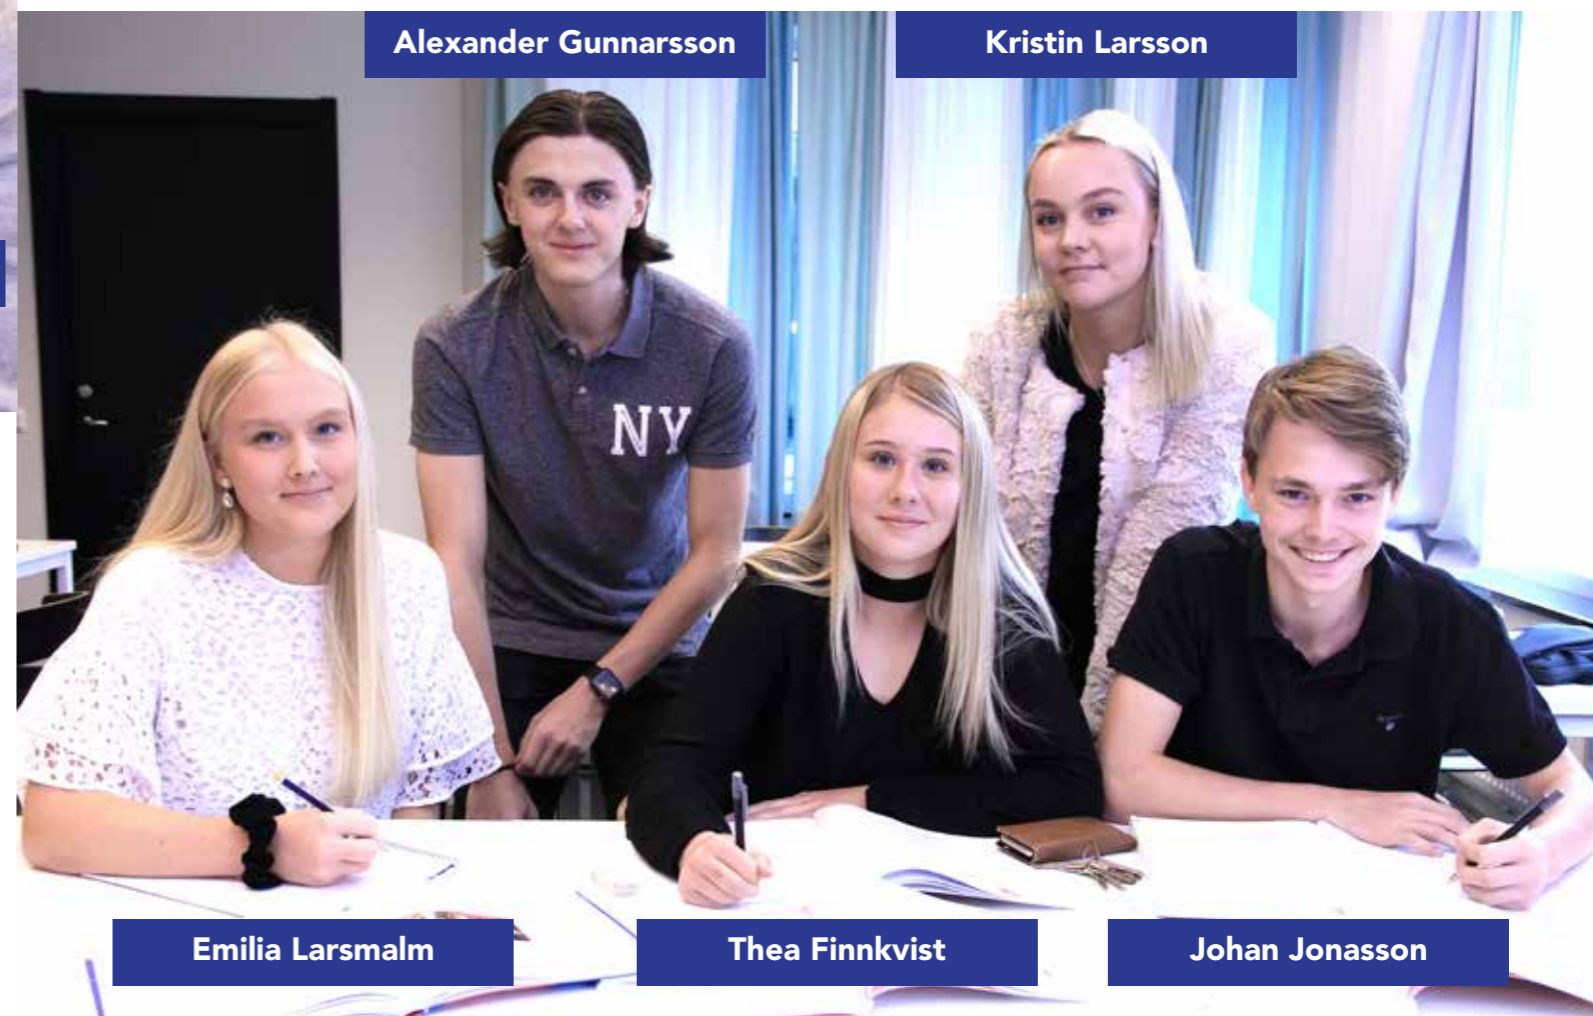 Alexander Gunnarsson
Kristin Larsson
NY
Emilia Larsmalm
Thea Finnkvist
Johan Jonasson